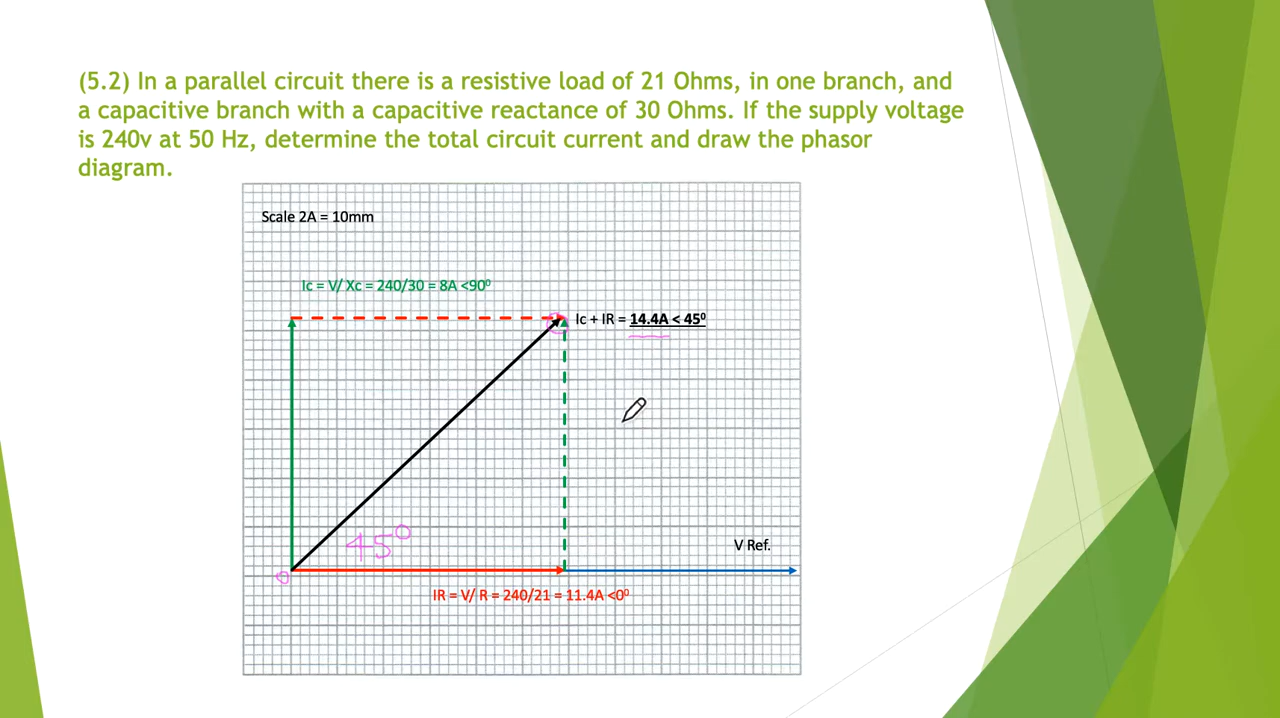 (5.2) In a parallel circuit there is a resistive load of 21 Ohms, in one branch, and
a capacitive branch with a capacitive reactance of 30 Ohms. If the supply voltage
is 240v at 50 Hz, determine the total circuit current and draw the phasor
diagram.
Scale 2A = 10mm
Ic = V/ Xc = 240/30 = 8A <90⁰
Ic + IR = 14.4A < 45⁰
45⁰
V Ref.
IR = V/ R = 240/21 = 11.4A <0⁰